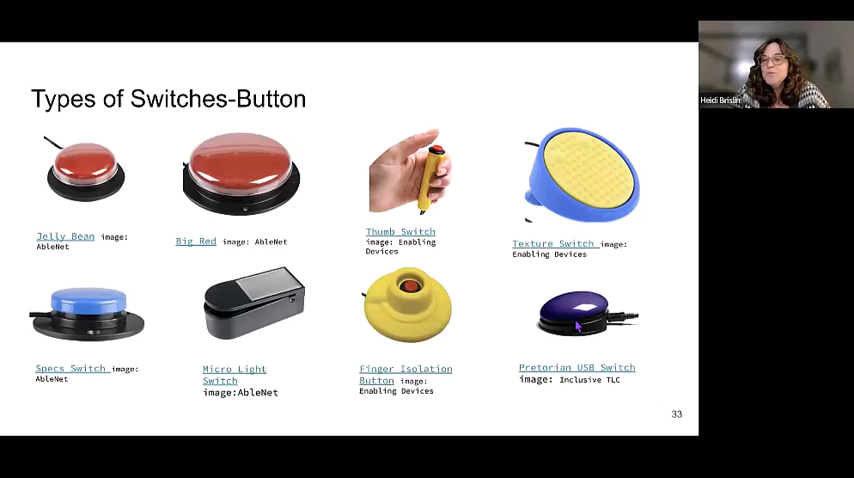 Types of Switches-Button
Heidi Brislin
Jelly Bean image:
AbleNet
Big Red image: AbleNet
Thumb Switch
image: Enabling
Devices
Texture Switch image:
Enabling Devices
Specs Switch image:
AbleNet
Micro Light
Switch
image:AbleNet
Finger Isolation
Button image:
Enabling Devices
Pretorian USB Switch
image: Inclusive TLC
33